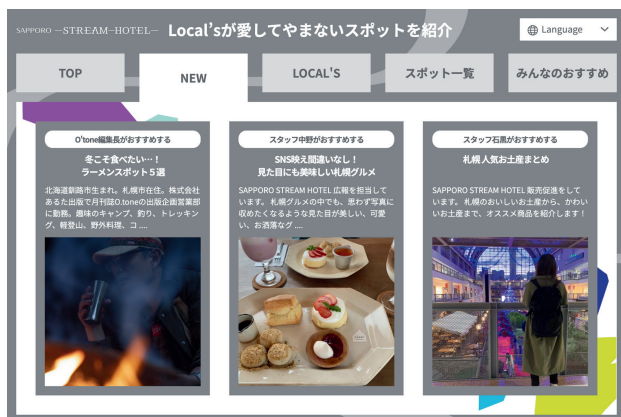 SAPPORO —STREAM—HOTEL— Local'sが愛してやまないスポットを紹介
Language
TOP
NEW
LOCAL'S
スポット一覧
みんなのおすすめ
O'tone編集長がおすすめする
冬こそ食べたい…！
ラーメンスポット５選
北海道釧路市生まれ。札幌市在住。株式会社
あるた出版で月刊誌O.toneの出版企画営業部
に勤務。趣味のキャンプ、釣り、トレッキン
グ、軽登山、野外料理、コ ....
スタッフ中野がおすすめする
SNS映え間違いなし！
見た目にも美味しい札幌グルメ
SAPPORO STREAM HOTEL 広報を担当して
います。 札幌グルメの中でも、思わず写真に
収めたくなるような見た目が美しい、可愛
い、お洒落なグ ....
スタッフ石黒がおすすめする
札幌人気お土産まとめ
SAPPORO STREAM HOTEL 販売促進をして
います。 札幌のおいしいお土産から、かわい
いお土産まで、オススメ商品を紹介します！